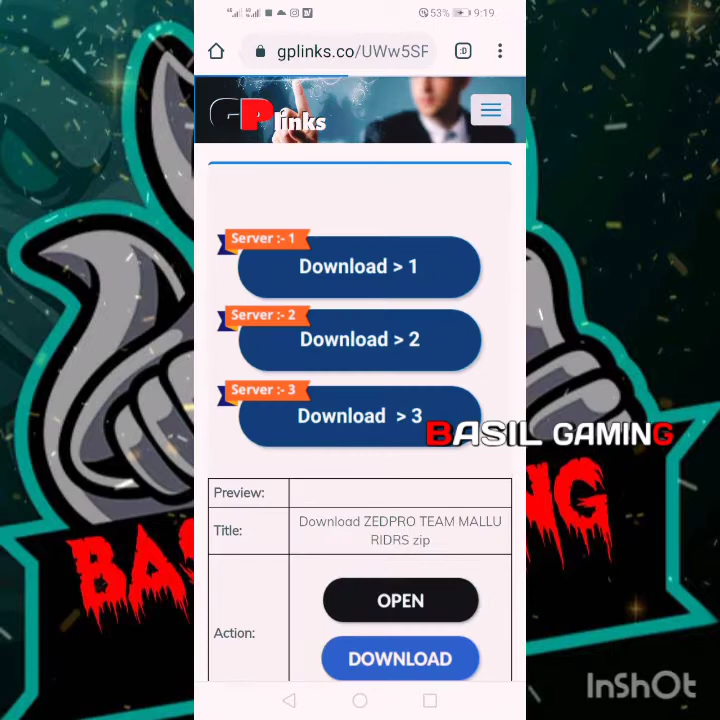 53% 9:19
gplinks.co/UWw5SF
:D
GPlinks
Server :- 1
Download > 1
Server :- 2
Download > 2
Server :- 3
Download > 3
BASIL GAMING
Preview:
Title:
Download ZEDPRO TEAM MALLU
RIDRS zip
Action:
OPEN
DOWNLOAD
BAS
NG
InShOt